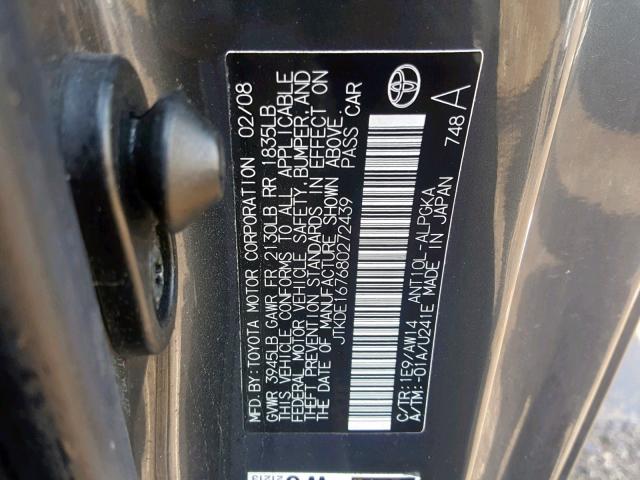 MFD.BY:TOYOTA MOTOR CORPORATION 02/08
GVWR 3945LB GAWR FR 2130LB RR 1835LB
THIS VEHICLE CONFORMS TO ALL APPLICABLE
FEDERAL MOTOR VEHICLE SAFETY, BUMPER, AND
THEFT PREVENTION STANDARDS IN EFFECT ON
THE DATE OF MANUFACTURE SHOWN ABOVE.
JTKDE167680272439 PASS CAR
C/TR:1E9/AW14 ANT10L-ALPGKA
A/TM:-01A/U241E MADE IN JAPAN
748 A
21213